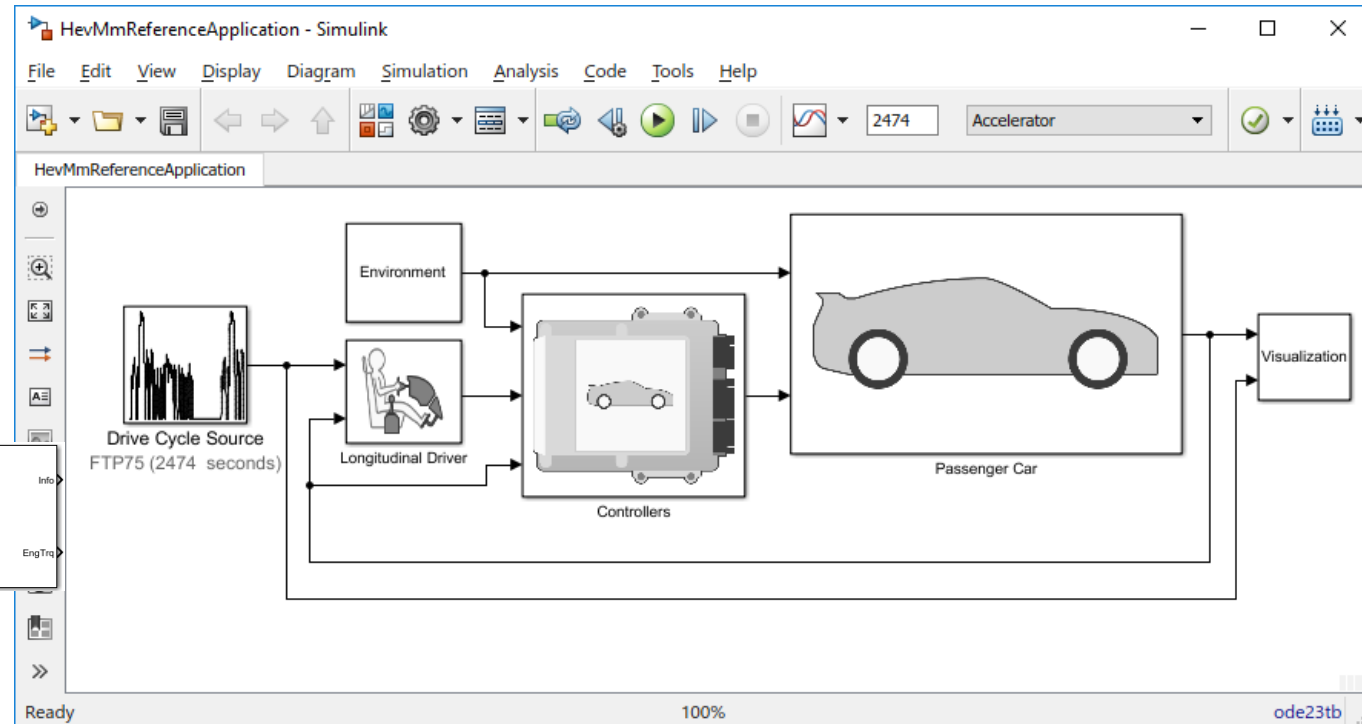 HevMmReferenceApplication - Simulink
File Edit View Display Diagram Simulation Analysis Code Tools Help
2474 Accelerator
HevMmReferenceApplication
Environment
Drive Cycle Source
FTP75 (2474 seconds)
Longitudinal Driver
Controllers
Passenger Car
Visualization
Info
EngTrq
Ready 100% ode23tb